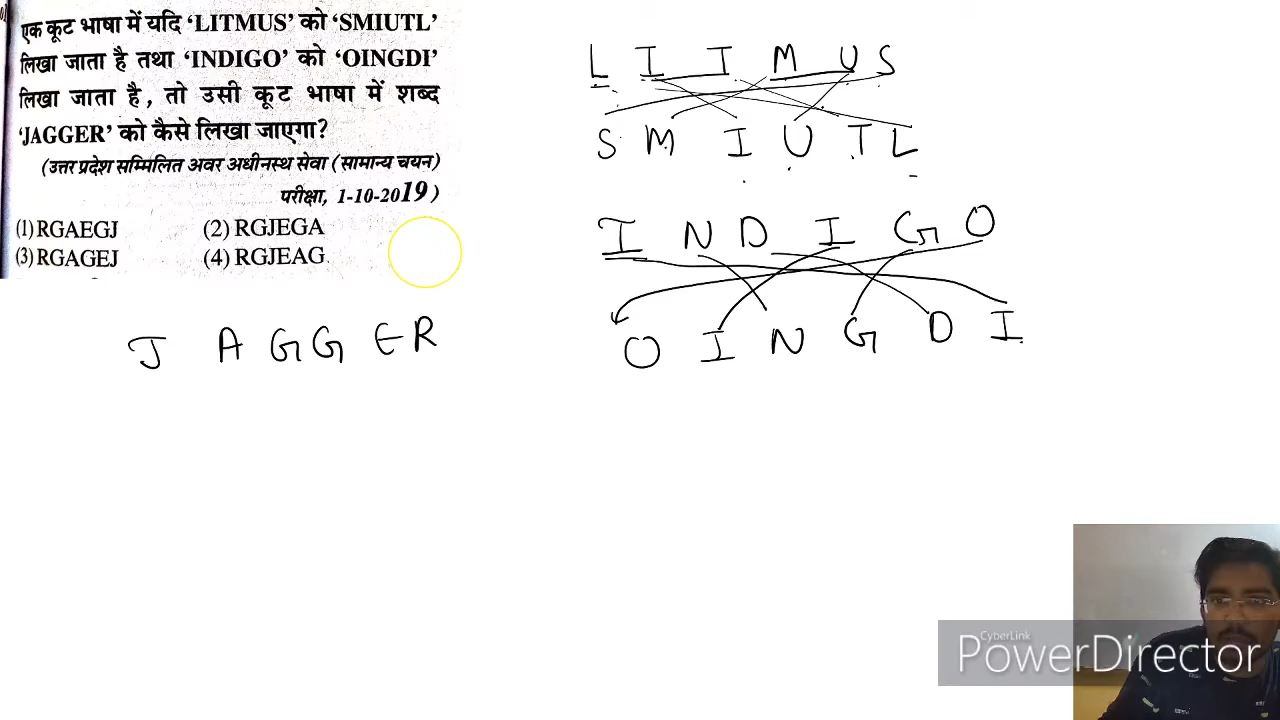 एक कूट भाषा में यदि ‘LITMUS’ को ‘SMIUTL’
लिखा जाता है तथा ‘INDIGO’ को ‘OINGDI’
लिखा जाता है, तो उसी कूट भाषा में शब्द
‘JAGGER’ को कैसे लिखा जाएगा?
(उत्तर प्रदेश सम्मिलित अवर अधीनस्थ सेवा (सामान्य चयन)
परीक्षा, 1-10-2019)
(1) RGAEGJ (2) RGJEGA
(3) RGAGEJ (4) RGJEAG
J A G G E R
L I T M U S
S M I U T L
I N D I G O
O I N G D I
CyberLink
PowerDirector